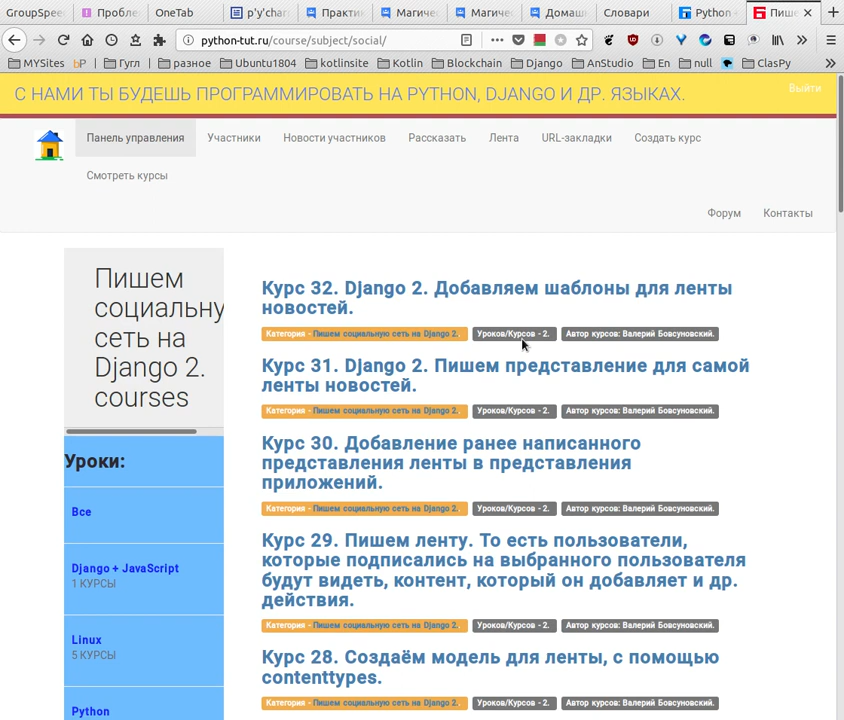 GroupSpee
Пробле
OneTab
p'y'char
Практи
Магичес
Магичес
Домаш
Словари
Python
Пише
python-tut.ru/course/subject/social/
MYSites
bP
Гугл
разное
Ubuntu1804
kotlinsite
Kotlin
Blockchain
Django
AnStudio
En
null
ClasPy
С НАМИ ТЫ БУДЕШЬ ПРОГРАММИРОВАТЬ НА PYTHON, DJANGO И ДР. ЯЗЫКАХ.
Выйти
Панель управления
Участники
Новости участников
Рассказать
Лента
URL-закладки
Создать курс
Смотреть курсы
Форум
Контакты
Пишем
социальну
сеть на
Django 2.
courses
Уроки:
Все
Django + JavaScript
1 КУРСЫ
Linux
5 КУРСЫ
Python
Курс 32. Django 2. Добавляем шаблоны для ленты
новостей.
Категория - Пишем социальную сеть на Django 2. Уроков/Курсов - 2. Автор курсов: Валерий Бовсуновский.
Курс 31. Django 2. Пишем представление для самой
ленты новостей.
Категория - Пишем социальную сеть на Django 2. Уроков/Курсов - 2. Автор курсов: Валерий Бовсуновский.
Курс 30. Добавление ранее написанного
представления ленты в представления
приложений.
Категория - Пишем социальную сеть на Django 2. Уроков/Курсов - 2. Автор курсов: Валерий Бовсуновский.
Курс 29. Пишем ленту. То есть пользователи,
которые подписались на выбранного пользователя
будут видеть, контент, который он добавляет и др.
действия.
Категория - Пишем социальную сеть на Django 2. Уроков/Курсов - 2. Автор курсов: Валерий Бовсуновский.
Курс 28. Создаём модель для ленты, с помощью
contenttypes.
Категория - Пишем социальную сеть на Django 2. Уроков/Курсов - 2. Автор курсов: Валерий Бовсуновский.